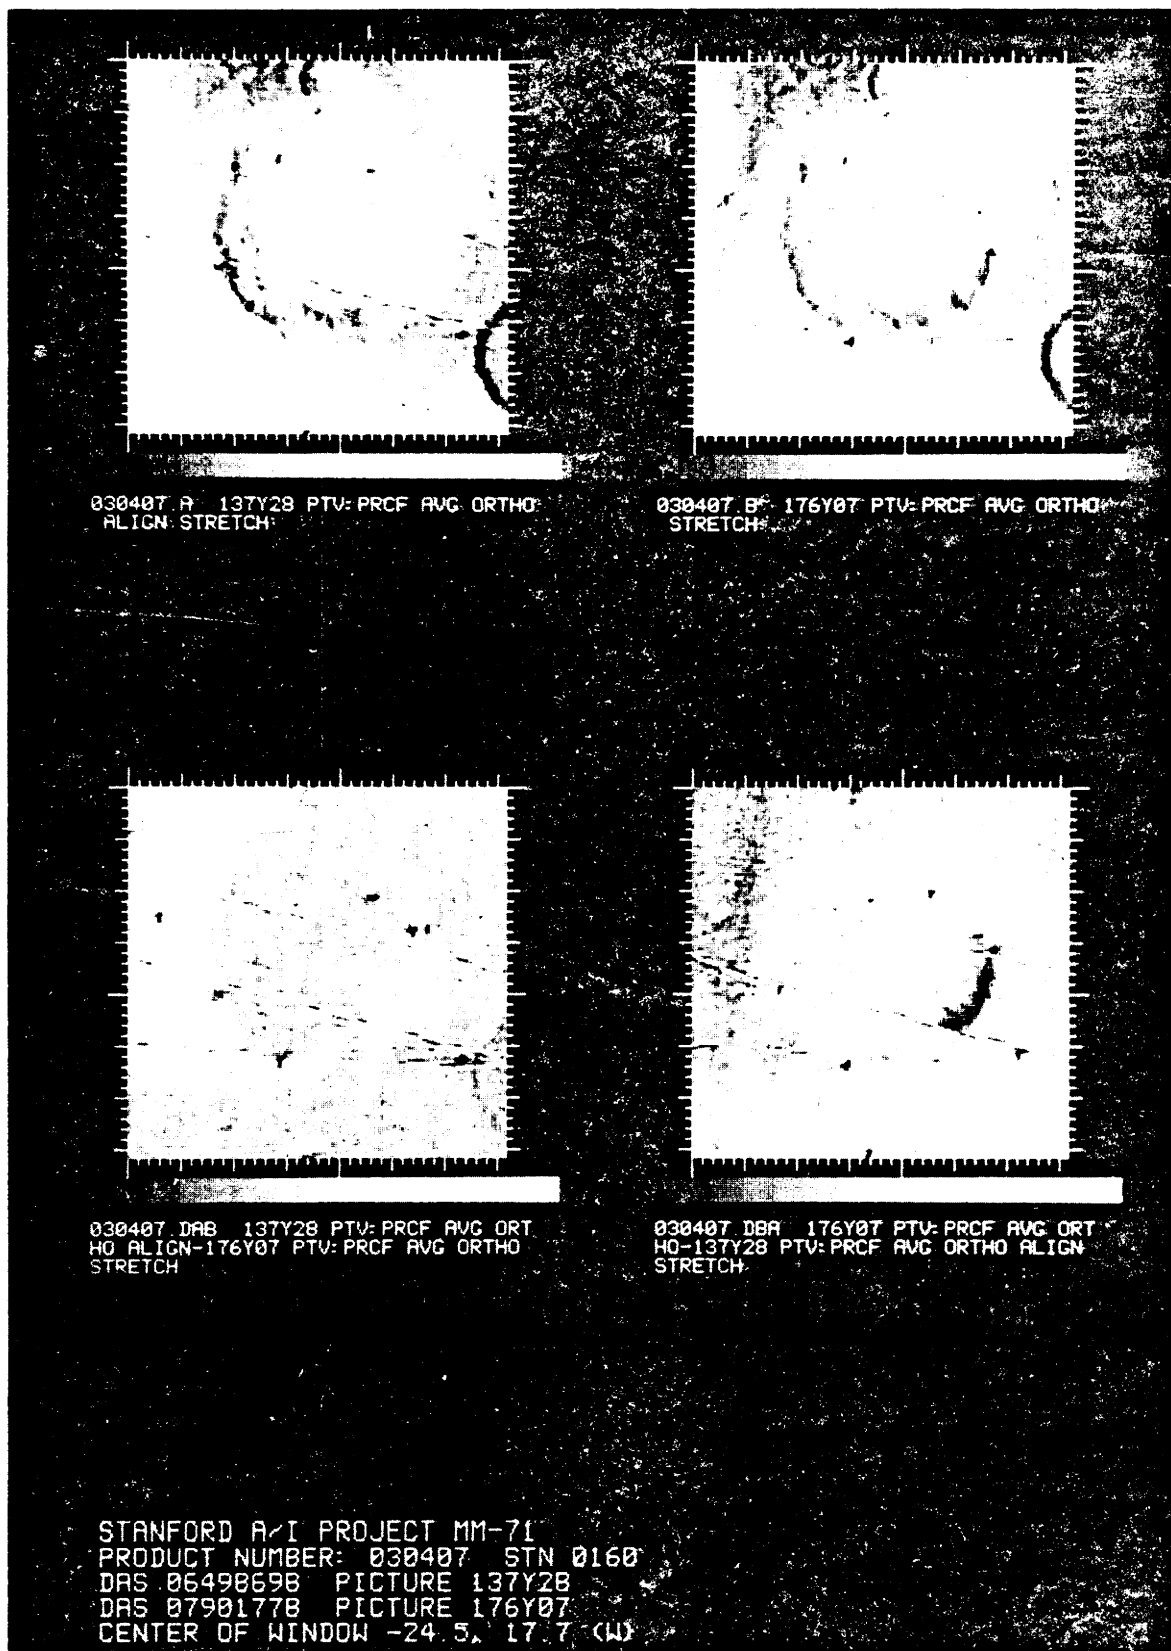 030407.A 137Y28 PTV:PRCF AVG ORTHO
ALIGN STRETCH
030407.B 176Y07 PTV:PRCF AVG ORTHO
STRETCH
030407.DAB 137Y28 PTV:PRCF AVG ORT
HO ALIGN-176Y07 PTV:PRCF AVG ORTHO
STRETCH
030407.DBA 176Y07 PTV:PRCF AVG ORT
HO-137Y28 PTV:PRCF AVG ORTHO ALIGN
STRETCH
STANFORD A/I PROJECT MM-71
PRODUCT NUMBER: 030407 STN 0160
DAS 06498698 PICTURE 137Y28
DAS 07901778 PICTURE 176Y07
CENTER OF WINDOW -24.5, 17.7 (W)